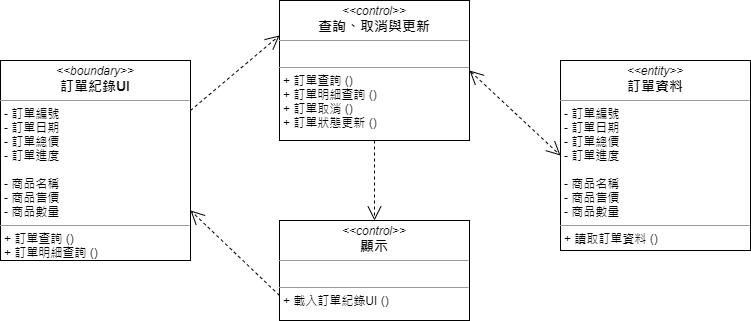 <<control>>
查詢、取消與更新
+ 訂單查詢 ()
+ 訂單明細查詢 ()
+ 訂單取消 ()
+ 訂單狀態更新 ()
<<boundary>>
訂單紀錄UI
- 訂單編號
- 訂單日期
- 訂單總價
- 訂單進度
- 商品名稱
- 商品售價
- 商品數量
+ 訂單查詢 ()
+ 訂單明細查詢 ()
<<entity>>
訂單資料
- 訂單編號
- 訂單日期
- 訂單總價
- 訂單進度
- 商品名稱
- 商品售價
- 商品數量
+ 讀取訂單資料 ()
<<control>>
顯示
+ 載入訂單紀錄UI ()